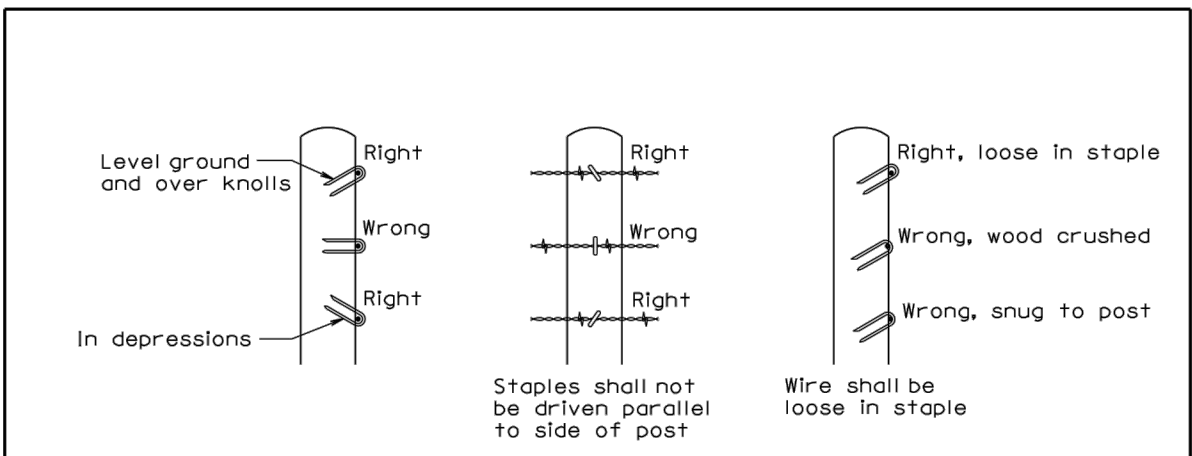 Level ground
and over knolls
Right
Wrong
Right
In depressions
Right
Wrong
Right
Staples shall not
be driven parallel
to side of post
Right, loose in staple
Wrong, wood crushed
Wrong, snug to post
Wire shall be
loose in staple